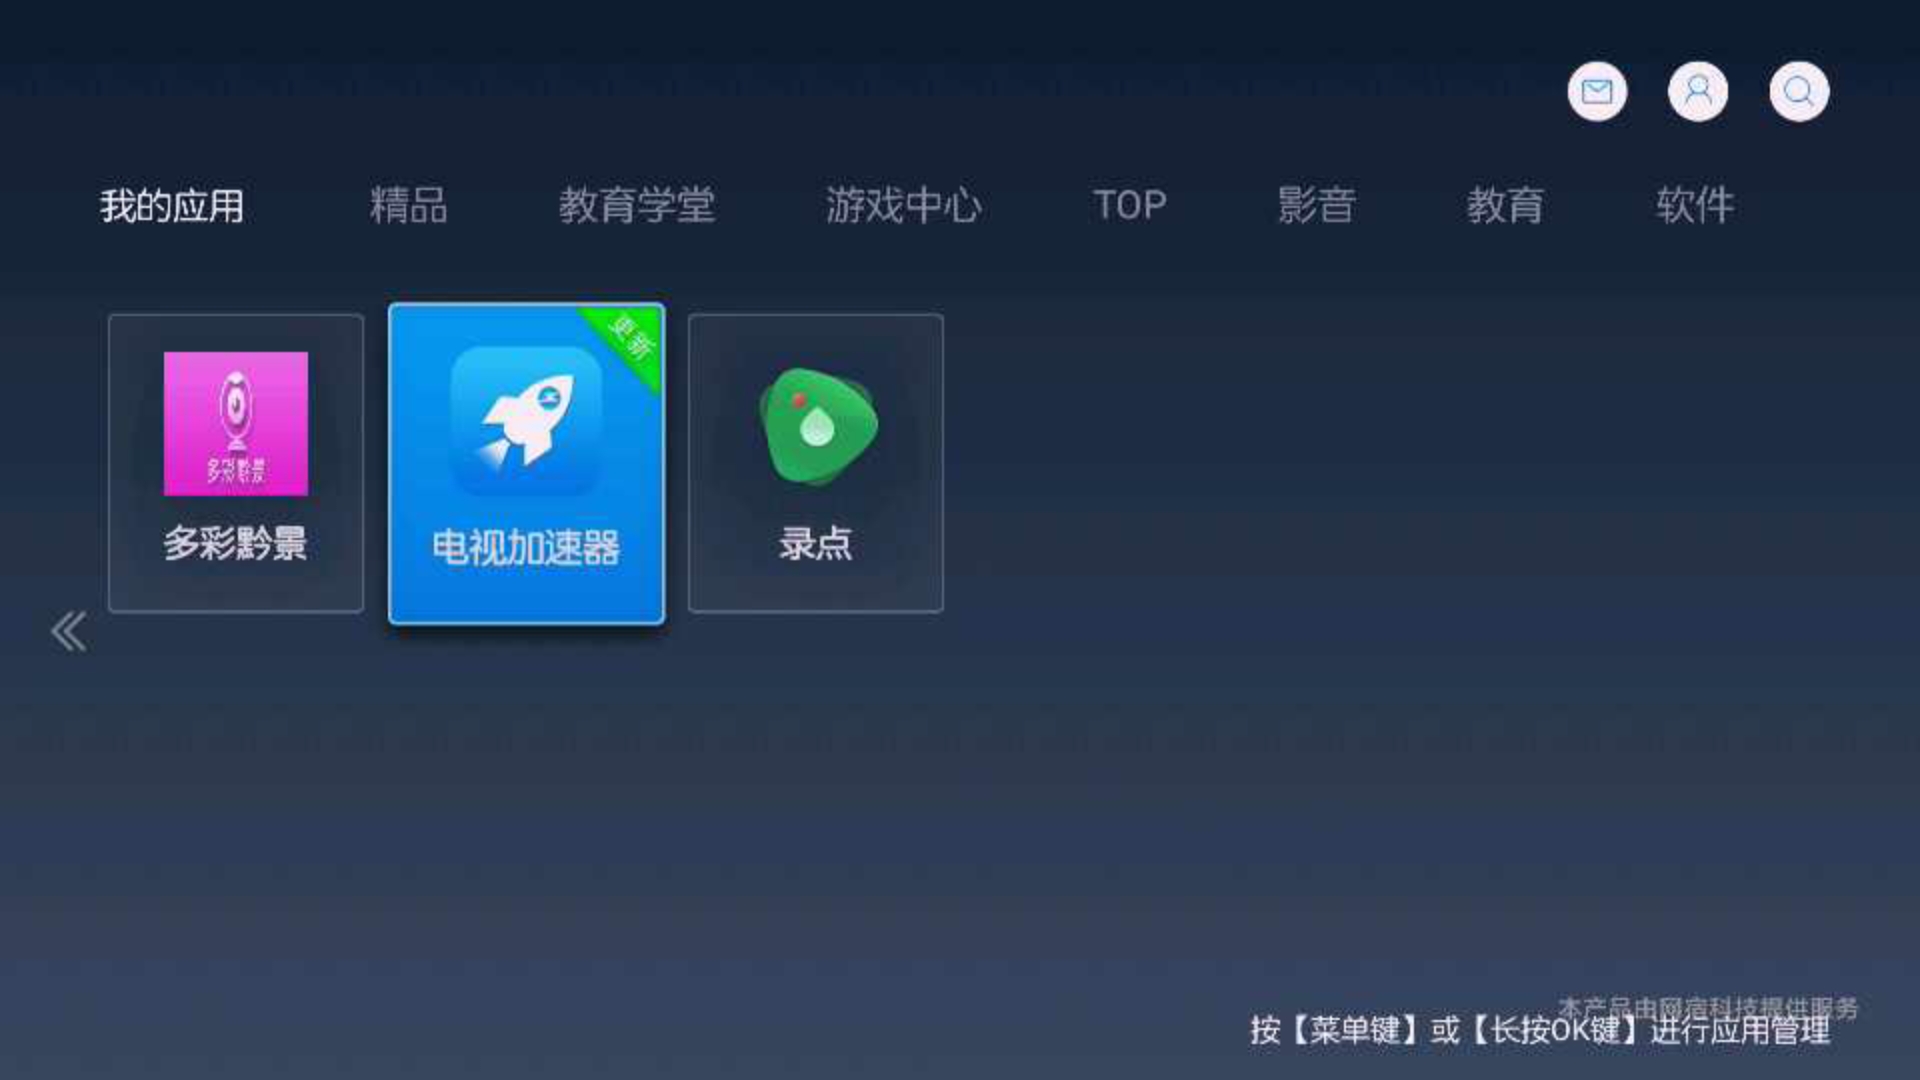 我的应用 精品 教育学堂 游戏中心 TOP 影音 教育 软件
更新
多彩黔景
多彩黔景 电视加速器 录点
本产品由网宿科技提供服务
按【菜单键】或【长按OK键】进行应用管理